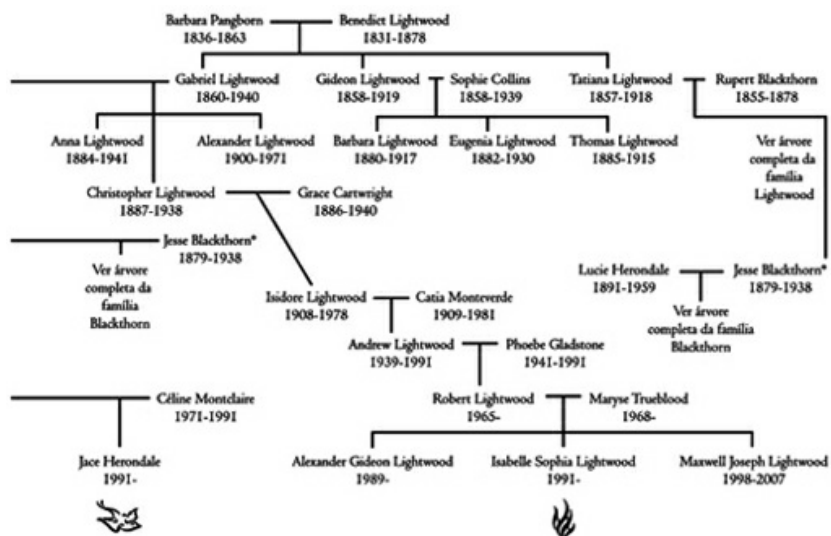 Barbara Pangborn
1836-1863
Benedict Lightwood
1831-1878
Gabriel Lightwood
1860-1940
Gideon Lightwood
1858-1919
Sophie Collins
1858-1939
Tatiana Lightwood
1857-1918
Rupert Blackthorn
1855-1878
Anna Lightwood
1884-1941
Alexander Lightwood
1900-1971
Barbara Lightwood
1880-1917
Eugenia Lightwood
1882-1930
Thomas Lightwood
1885-1915
Ver árvore
completa da
família
Lightwood
Christopher Lightwood
1887-1938
Grace Cartwright
1886-1940
Jesse Blackthorn*
1879-1938
Ver árvore
completa da
família
Blackthorn
Lucie Herondale
1891-1959
Jesse Blackthorn*
1879-1938
Ver árvore
completa da família
Blackthorn
Isidore Lightwood
1908-1978
Catia Monteverde
1909-1981
Andrew Lightwood
1939-1991
Phoebe Gladstone
1941-1991
Céline Montclaire
1971-1991
Robert Lightwood
1965-
Maryse Trueblood
1968-
Jace Herondale
1991-
Alexander Gideon Lightwood
1989-
Isabelle Sophia Lightwood
1991-
Maxwell Joseph Lightwood
1998-2007